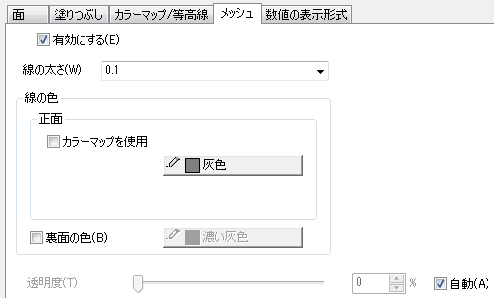 面 塗りつぶし カラーマップ/等高線 メッシュ 数値の表示形式
有効にする(E)
線の太さ(W) 0.1
線の色
正面
カラーマップを使用
灰色
裏面の色(B) 濃い灰色
透明度(T) 0 % 自動(A)